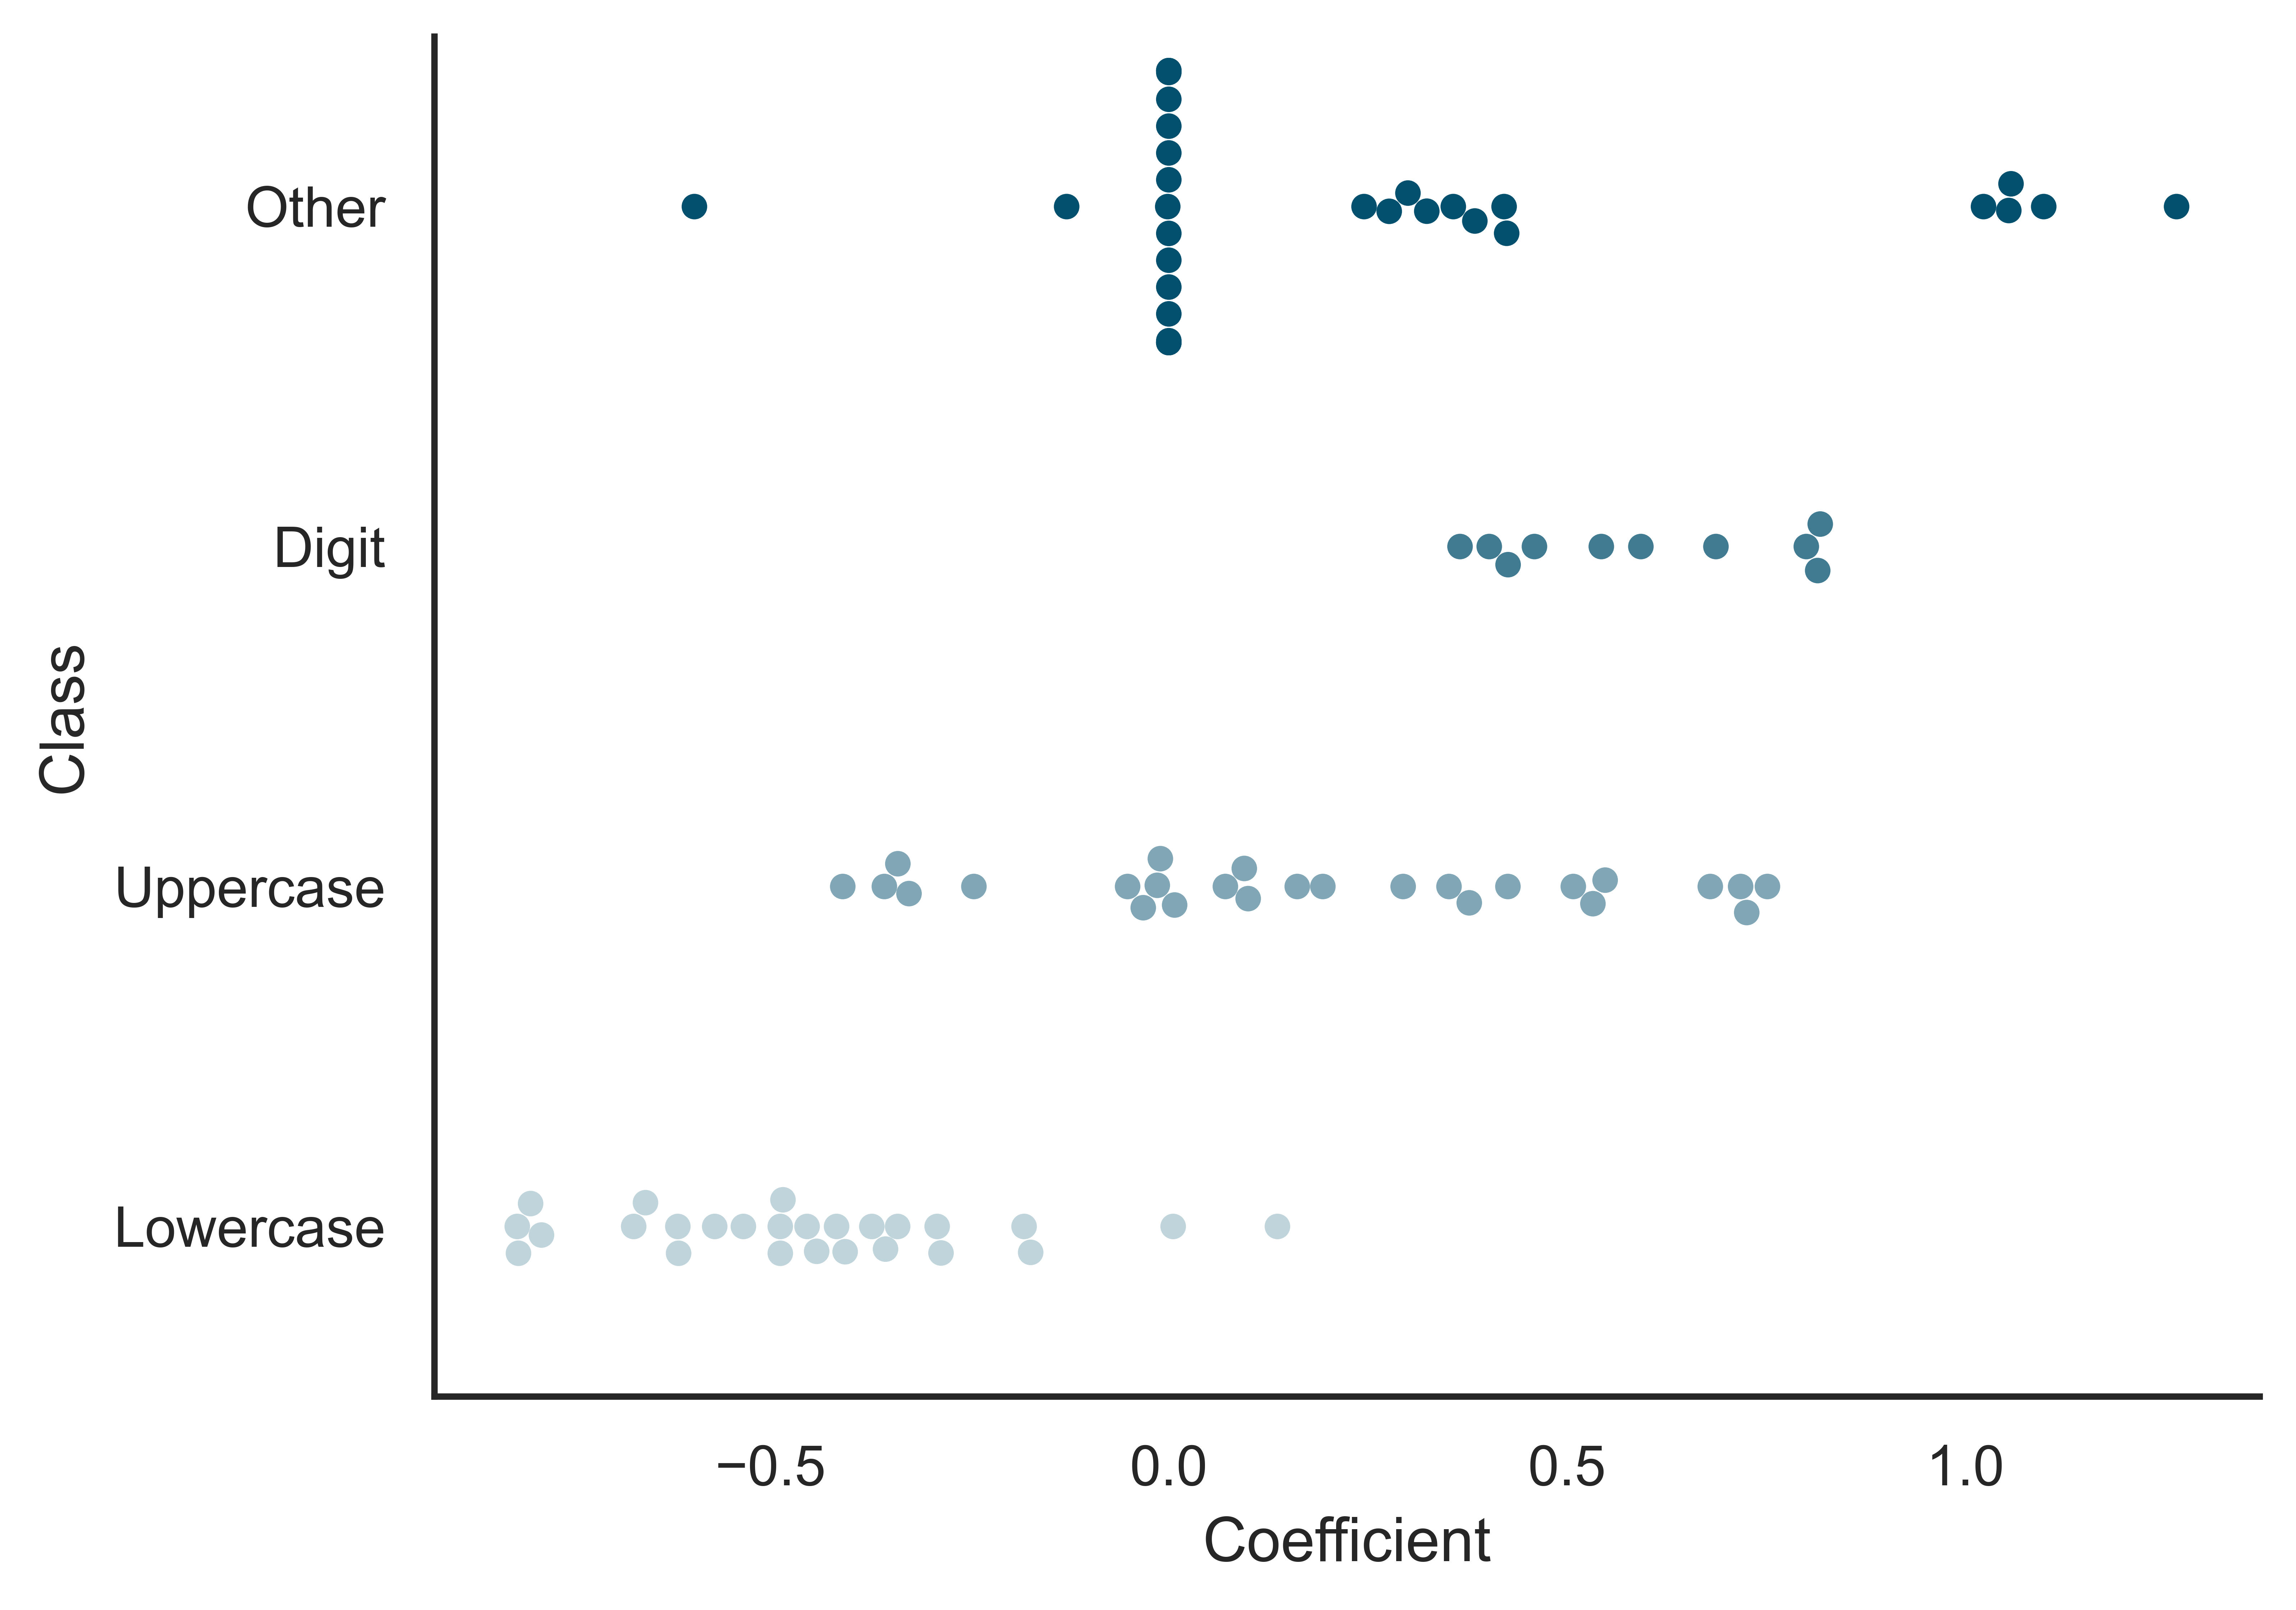 Other
Digit
Uppercase
Lowercase
Class
−0.5 0.0 0.5 1.0
Coefficient